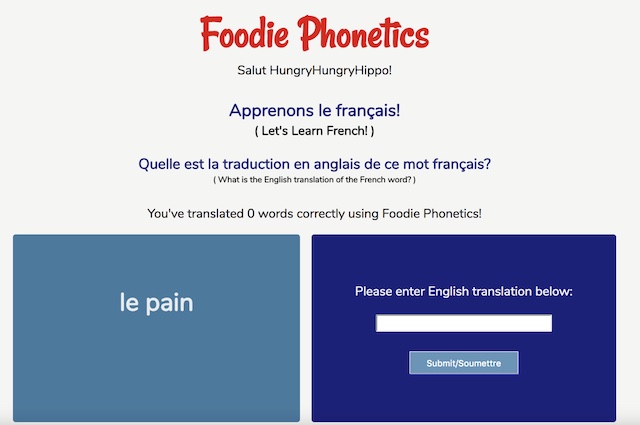 Foodie Phonetics
Salut HungryHungryHippo!
Apprenons le français!
( Let's Learn French! )
Quelle est la traduction en anglais de ce mot français?
( What is the English translation of the French word? )
You've translated 0 words correctly using Foodie Phonetics!
le pain
Please enter English translation below:
Submit/Soumettre